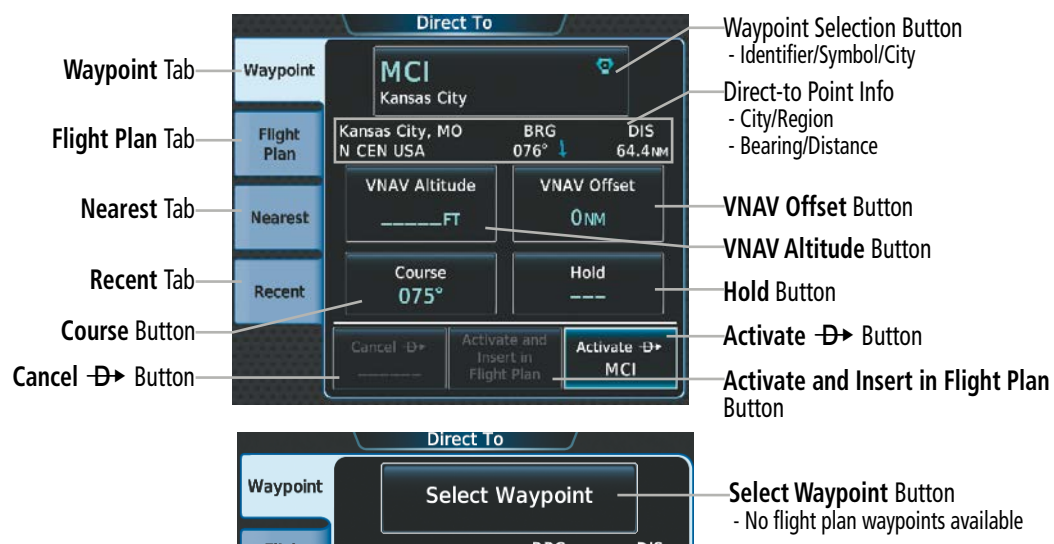 Direct To
Waypoint Tab
Flight Plan Tab
Nearest Tab
Recent Tab
Course Button
Cancel D Button
Waypoint
Flight
Plan
Nearest
Recent
MCI
Kansas City
Kansas City, MO BRG DIS
N CEN USA 076° ↓ 64.4NM
VNAV Altitude VNAV Offset
_____FT 0NM
Course Hold
075° ---
Cancel D
______
Activate and
Insert in
Flight Plan
Activate D
MCI
Waypoint Selection Button
- Identifier/Symbol/City
Direct-to Point Info
- City/Region
- Bearing/Distance
VNAV Offset Button
VNAV Altitude Button
Hold Button
Activate D Button
Activate and Insert in Flight Plan
Button
Direct To
Waypoint
Select Waypoint
Select Waypoint Button
- No flight plan waypoints available